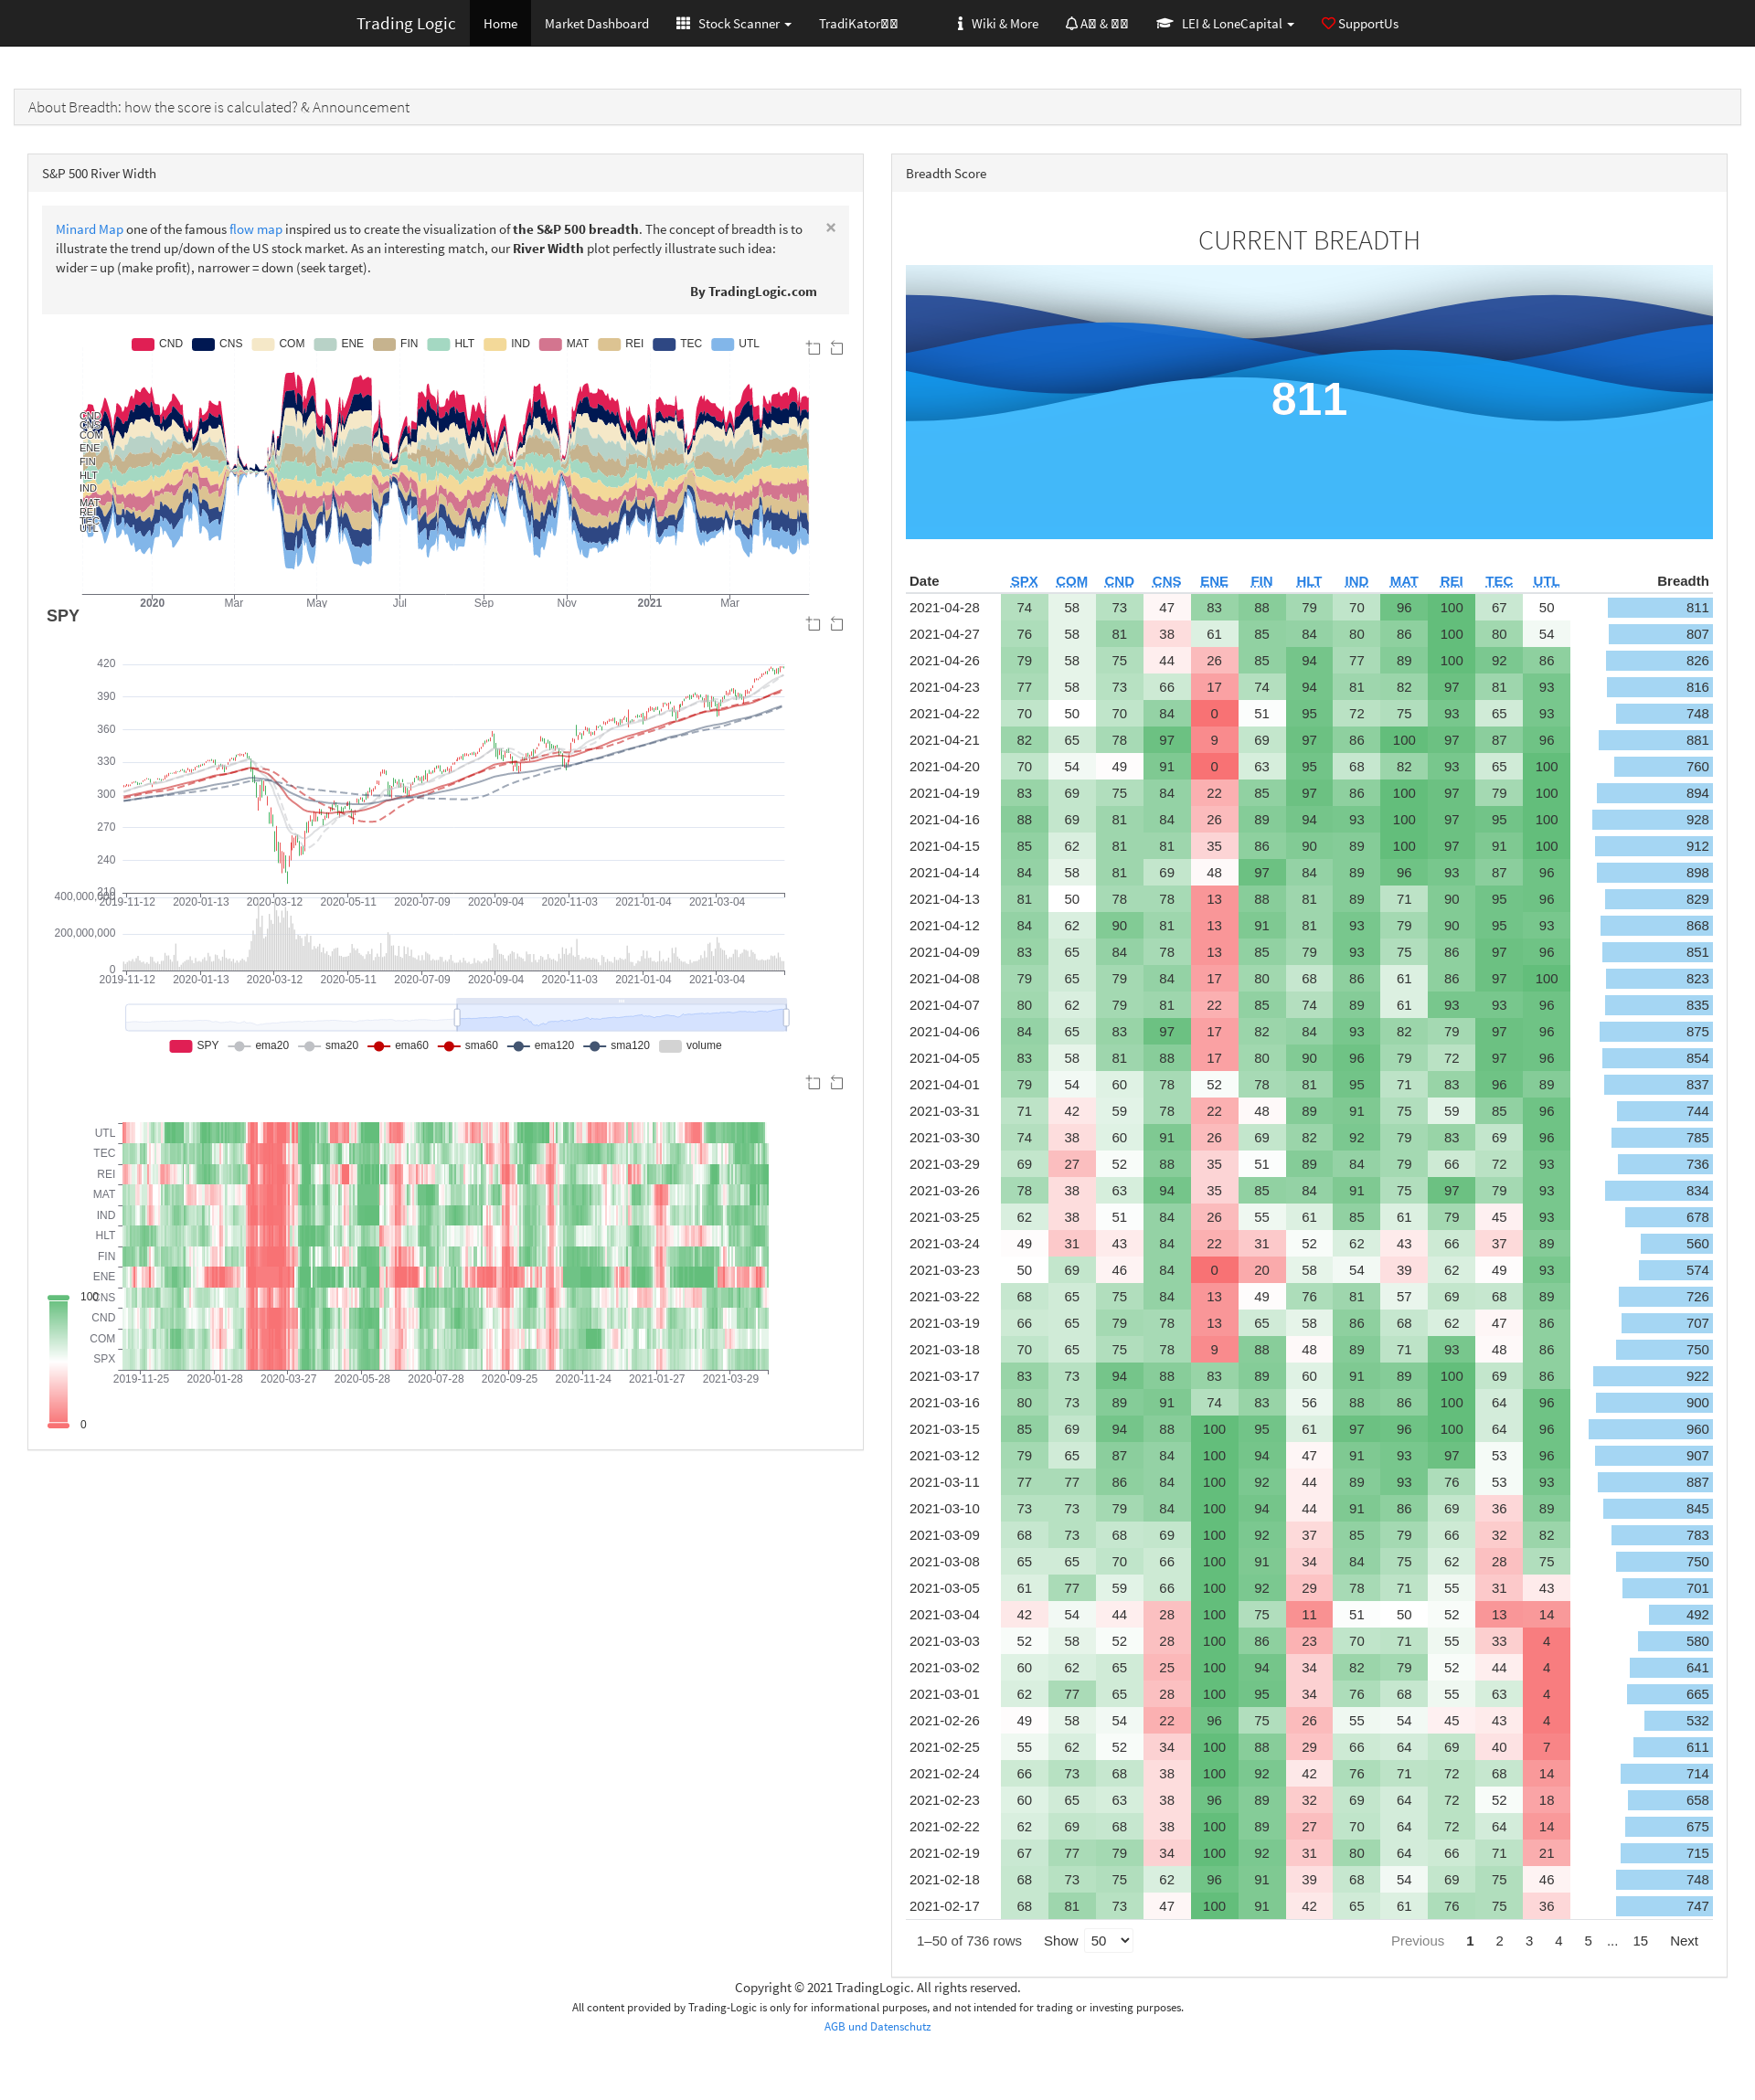 Trading Logic Home Market Dashboard Stock Scanner TradiKator Wiki & More A & LEI & LoneCapital SupportUs
About Breadth: how the score is calculated? & Announcement
S&P 500 River Width
Minard Map one of the famous flow map inspired us to create the visualization of the S&P 500 breadth. The concept of breadth is to
illustrate the trend up/down of the US stock market. As an interesting match, our River Width plot perfectly illustrate such idea:
wider = up (make profit), narrower = down (seek target).
×
By TradingLogic.com
CND CNS COM ENE FIN HLT IND MAT REI TEC UTL
CND
CNS
COM
ENE
FIN
HLT
IND
MAT
REI
TEC
UTL
2020 Mar May Jul Sep Nov 2021 Mar
SPY
420
390
360
330
300
270
240
210
2019-11-12 2020-01-13 2020-03-12 2020-05-11 2020-07-09 2020-09-04 2020-11-03 2021-01-04 2021-03-04
400,000,000
200,000,000
0
2019-11-12 2020-01-13 2020-03-12 2020-05-11 2020-07-09 2020-09-04 2020-11-03 2021-01-04 2021-03-04
SPY ema20 sma20 ema60 sma60 ema120 sma120 volume
UTL
TEC
REI
MAT
IND
HLT
FIN
ENE
CNS
CND
COM
SPX
2019-11-25 2020-01-28 2020-03-27 2020-05-28 2020-07-28 2020-09-25 2020-11-24 2021-01-27 2021-03-29
100
0
Breadth Score
CURRENT BREADTH
811
Date SPX COM CND CNS ENE FIN HLT IND MAT REI TEC UTL Breadth
2021-04-28 74 58 73 47 83 88 79 70 96 100 67 50 811
2021-04-27 76 58 81 38 61 85 84 80 86 100 80 54 807
2021-04-26 79 58 75 44 26 85 94 77 89 100 92 86 826
2021-04-23 77 58 73 66 17 74 94 81 82 97 81 93 816
2021-04-22 70 50 70 84 0 51 95 72 75 93 65 93 748
2021-04-21 82 65 78 97 9 69 97 86 100 97 87 96 881
2021-04-20 70 54 49 91 0 63 95 68 82 93 65 100 760
2021-04-19 83 69 75 84 22 85 97 86 100 97 79 100 894
2021-04-16 88 69 81 84 26 89 94 93 100 97 95 100 928
2021-04-15 85 62 81 81 35 86 90 89 100 97 91 100 912
2021-04-14 84 58 81 69 48 97 84 89 96 93 87 96 898
2021-04-13 81 50 78 78 13 88 81 89 71 90 95 96 829
2021-04-12 84 62 90 81 13 91 81 93 79 90 95 93 868
2021-04-09 83 65 84 78 13 85 79 93 75 86 97 96 851
2021-04-08 79 65 79 84 17 80 68 86 61 86 97 100 823
2021-04-07 80 62 79 81 22 85 74 89 61 93 93 96 835
2021-04-06 84 65 83 97 17 82 84 93 82 79 97 96 875
2021-04-05 83 58 81 88 17 80 90 96 79 72 97 96 854
2021-04-01 79 54 60 78 52 78 81 95 71 83 96 89 837
2021-03-31 71 42 59 78 22 48 89 91 75 59 85 96 744
2021-03-30 74 38 60 91 26 69 82 92 79 83 69 96 785
2021-03-29 69 27 52 88 35 51 89 84 79 66 72 93 736
2021-03-26 78 38 63 94 35 85 84 91 75 97 79 93 834
2021-03-25 62 38 51 84 26 55 61 85 61 79 45 93 678
2021-03-24 49 31 43 84 22 31 52 62 43 66 37 89 560
2021-03-23 50 69 46 84 0 20 58 54 39 62 49 93 574
2021-03-22 68 65 75 84 13 49 76 81 57 69 68 89 726
2021-03-19 66 65 79 78 13 65 58 86 68 62 47 86 707
2021-03-18 70 65 75 78 9 88 48 89 71 93 48 86 750
2021-03-17 83 73 94 88 83 89 60 91 89 100 69 86 922
2021-03-16 80 73 89 91 74 83 56 88 86 100 64 96 900
2021-03-15 85 69 94 88 100 95 61 97 96 100 64 96 960
2021-03-12 79 65 87 84 100 94 47 91 93 97 53 96 907
2021-03-11 77 77 86 84 100 92 44 89 93 76 53 93 887
2021-03-10 73 73 79 84 100 94 44 91 86 69 36 89 845
2021-03-09 68 73 68 69 100 92 37 85 79 66 32 82 783
2021-03-08 65 65 70 66 100 91 34 84 75 62 28 75 750
2021-03-05 61 77 59 66 100 92 29 78 71 55 31 43 701
2021-03-04 42 54 44 28 100 75 11 51 50 52 13 14 492
2021-03-03 52 58 52 28 100 86 23 70 71 55 33 4 580
2021-03-02 60 62 65 25 100 94 34 82 79 52 44 4 641
2021-03-01 62 77 65 28 100 95 34 76 68 55 63 4 665
2021-02-26 49 58 54 22 96 75 26 55 54 45 43 4 532
2021-02-25 55 62 52 34 100 88 29 66 64 69 40 7 611
2021-02-24 66 73 68 38 100 92 42 76 71 72 68 14 714
2021-02-23 60 65 63 38 96 89 32 69 64 72 52 18 658
2021-02-22 62 69 68 38 100 89 27 70 64 72 64 14 675
2021-02-19 67 77 79 34 100 92 31 80 64 66 71 21 715
2021-02-18 68 73 75 62 96 91 39 68 54 69 75 46 748
2021-02-17 68 81 73 47 100 91 42 65 61 76 75 36 747
1–50 of 736 rows Show 50 Previous 1 2 3 4 5 ... 15 Next
Copyright © 2021 TradingLogic. All rights reserved.
All content provided by Trading-Logic is only for informational purposes, and not intended for trading or investing purposes.
AGB und Datenschutz